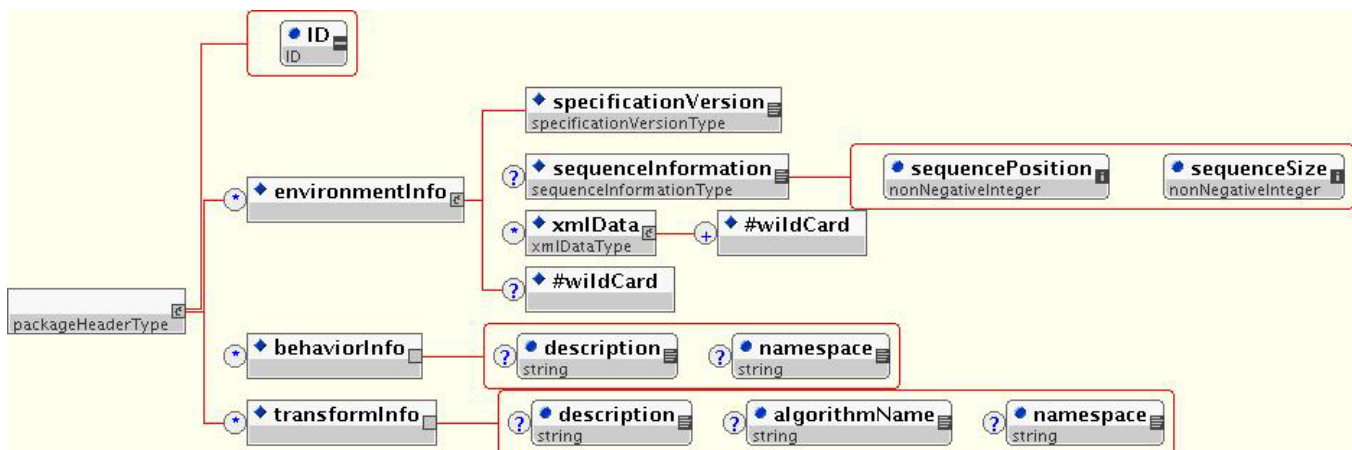 ID
ID
specificationVersion
specificationVersionType
? sequenceInformation
sequenceInformationType
sequencePosition
nonNegativeInteger
sequenceSize
nonNegativeInteger
* environmentInfo
* xmlData
xmlDataType
+ #wildCard
? #wildCard
packageHeaderType
* behaviorInfo
? description
string
? namespace
string
* transformInfo
? description
string
? algorithmName
string
? namespace
string